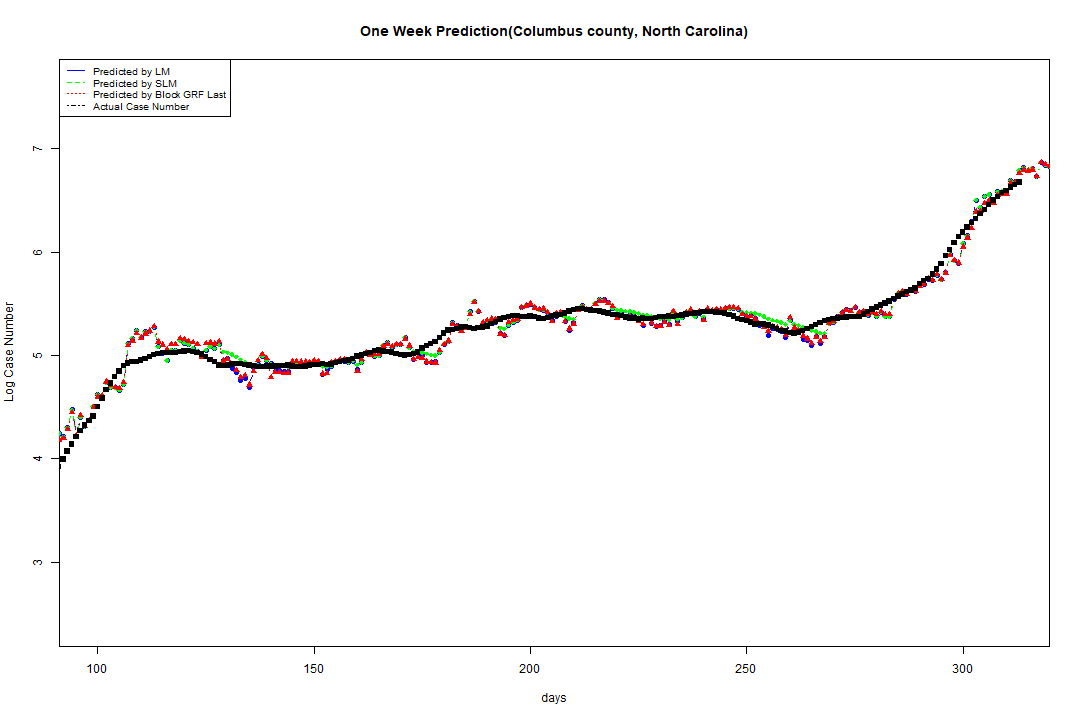 One Week Prediction(Columbus county, North Carolina)
Predicted by LM
Predicted by SLM
Predicted by Block GRF Last
Actual Case Number
7
6
5
4
3
Log Case Number
100 150 200 250 300
days